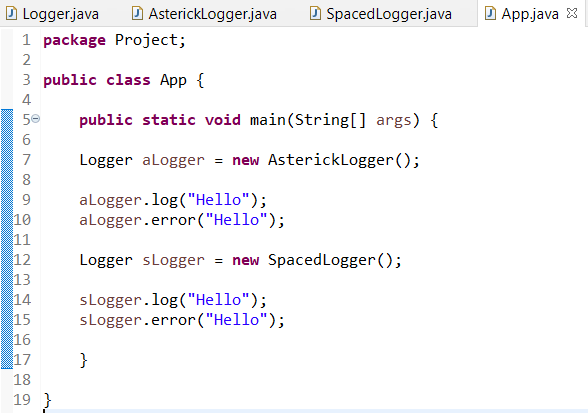 Logger.java AsterickLogger.java SpacedLogger.java App.java
1 package Project;
2
3 public class App {
4
5 public static void main(String[] args) {
6
7 Logger aLogger = new AsterickLogger();
8
9 aLogger.log("Hello");
10 aLogger.error("Hello");
11
12 Logger sLogger = new SpacedLogger();
13
14 sLogger.log("Hello");
15 sLogger.error("Hello");
16
17 }
18
19 }